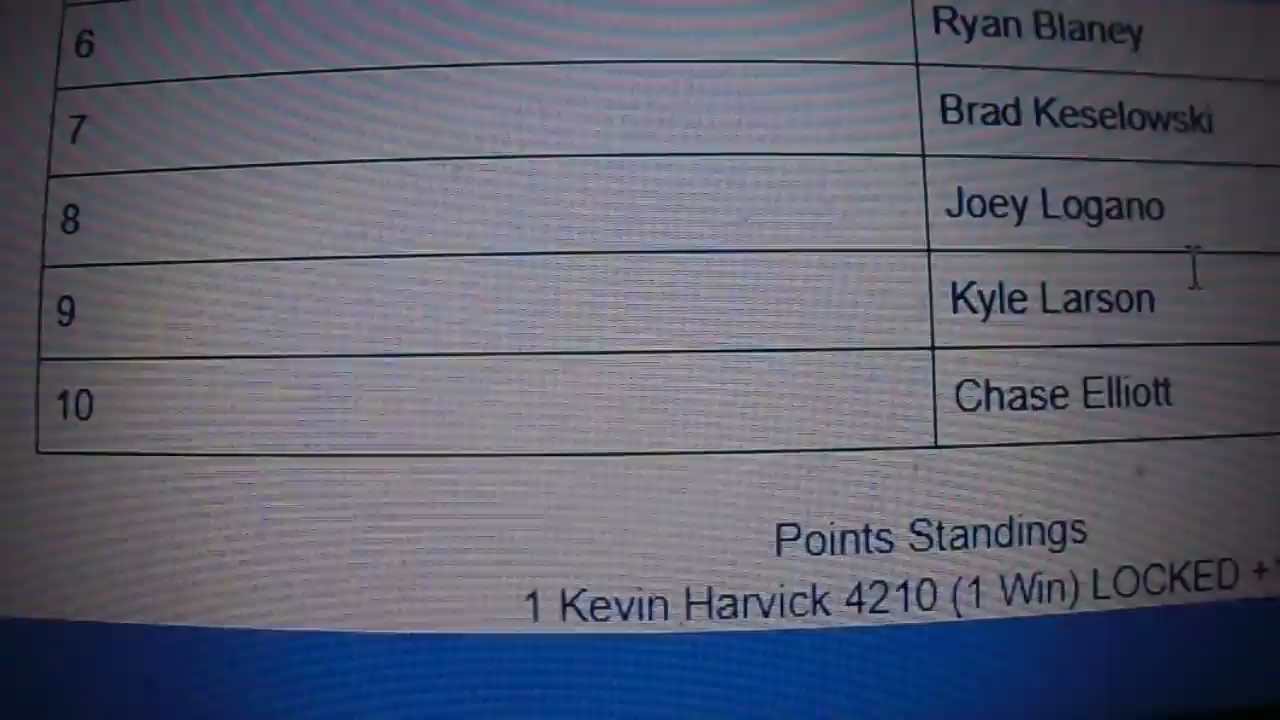 6 Ryan Blaney
7 Brad Keselowski
8 Joey Logano
9 Kyle Larson
10 Chase Elliott
Points Standings
1 Kevin Harvick 4210 (1 Win) LOCKED +